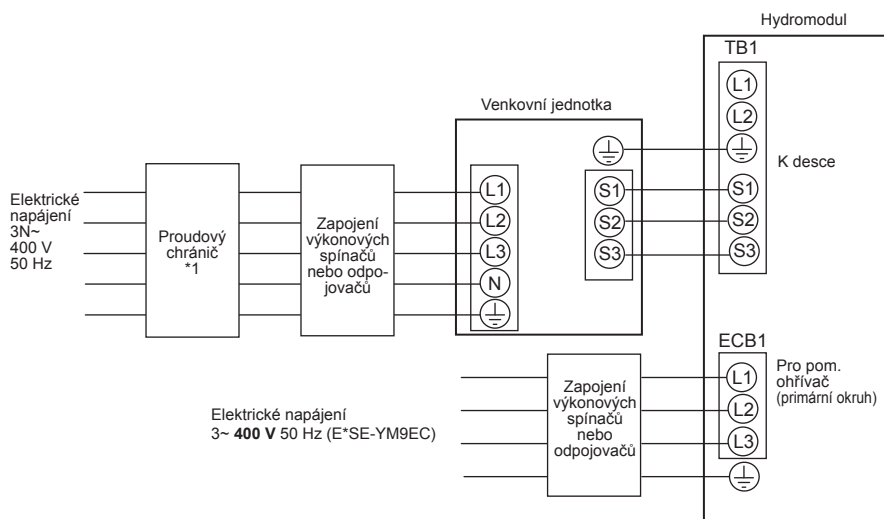 Hydromodul
TB1
L1
L2
K desce
S1
S2
S3
Venkovní jednotka
L1
L2
L3
N
S1
S2
S3
Elektrické
napájení
3N~
400 V
50 Hz
Proudový
chránič
*1
Zapojení
výkonových
spínačů
nebo odpo-
jovačů
ECB1
L1
L2
L3
Pro pom.
ohřívač
(primární okruh)
Zapojení
výkonových
spínačů
nebo
odpojovačů
Elektrické napájení
3~ 400 V 50 Hz (E*SE-YM9EC)